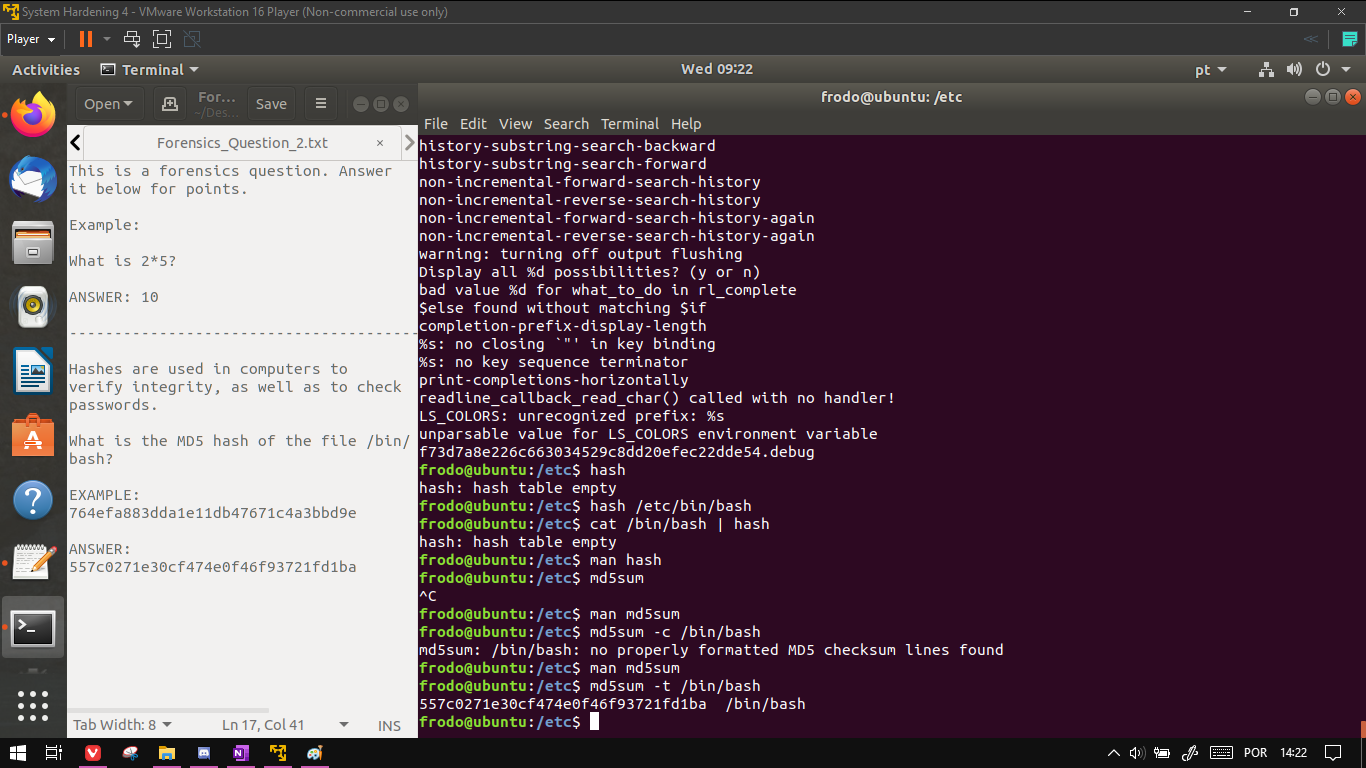 System Hardening 4 - VMware Workstation 16 Player (Non-commercial use only)
Player
Activities
Terminal
Wed 09:22
pt
Open
For...
~/Des...
Save
frodo@ubuntu: /etc
Forensics_Question_2.txt
This is a forensics question. Answer
it below for points.
Example:
What is 2*5?
ANSWER: 10
------------------------------------------
Hashes are used in computers to
verify integrity, as well as to check
passwords.
What is the MD5 hash of the file /bin/
bash?
EXAMPLE:
764efa883dda1e11db47671c4a3bbd9e
ANSWER:
557c0271e30cf474e0f46f93721fd1ba
Tab Width: 8
Ln 17, Col 41
INS
File Edit View Search Terminal Help
history-substring-search-backward
history-substring-search-forward
non-incremental-forward-search-history
non-incremental-reverse-search-history
non-incremental-forward-search-history-again
non-incremental-reverse-search-history-again
warning: turning off output flushing
Display all %d possibilities? (y or n)
bad value %d for what_to_do in rl_complete
$else found without matching $if
completion-prefix-display-length
%s: no closing `"' in key binding
%s: no key sequence terminator
print-completions-horizontally
readline_callback_read_char() called with no handler!
LS_COLORS: unrecognized prefix: %s
unparsable value for LS_COLORS environment variable
f73d7a8e226c663034529c8dd20efec22dde54.debug
frodo@ubuntu:/etc$ hash
hash: hash table empty
frodo@ubuntu:/etc$ hash /etc/bin/bash
frodo@ubuntu:/etc$ cat /bin/bash | hash
hash: hash table empty
frodo@ubuntu:/etc$ man hash
frodo@ubuntu:/etc$ md5sum
^C
frodo@ubuntu:/etc$ man md5sum
frodo@ubuntu:/etc$ md5sum -c /bin/bash
md5sum: /bin/bash: no properly formatted MD5 checksum lines found
frodo@ubuntu:/etc$ man md5sum
frodo@ubuntu:/etc$ md5sum -t /bin/bash
557c0271e30cf474e0f46f93721fd1ba  /bin/bash
frodo@ubuntu:/etc$
POR
14:22